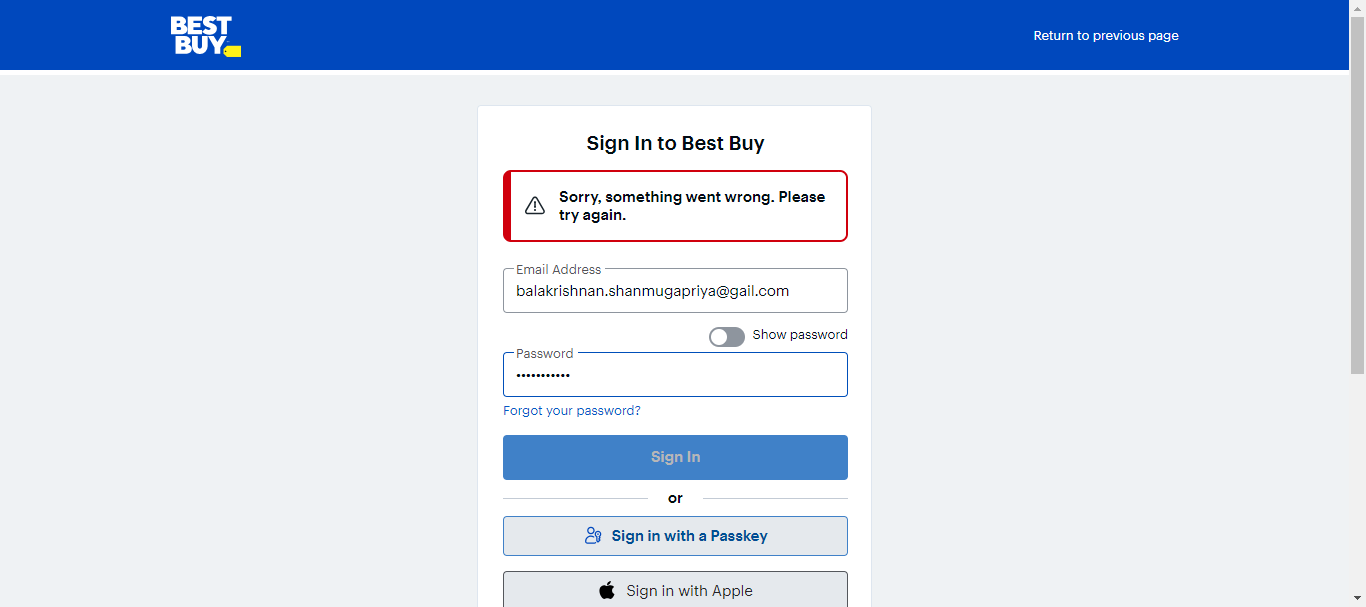 BEST
BUY
Return to previous page
Sign In to Best Buy
Sorry, something went wrong. Please
try again.
Email Address
balakrishnan.shanmugapriya@gail.com
Show password
Password
•••••••••••
Forgot your password?
Sign In
or
Sign in with a Passkey
Sign in with Apple